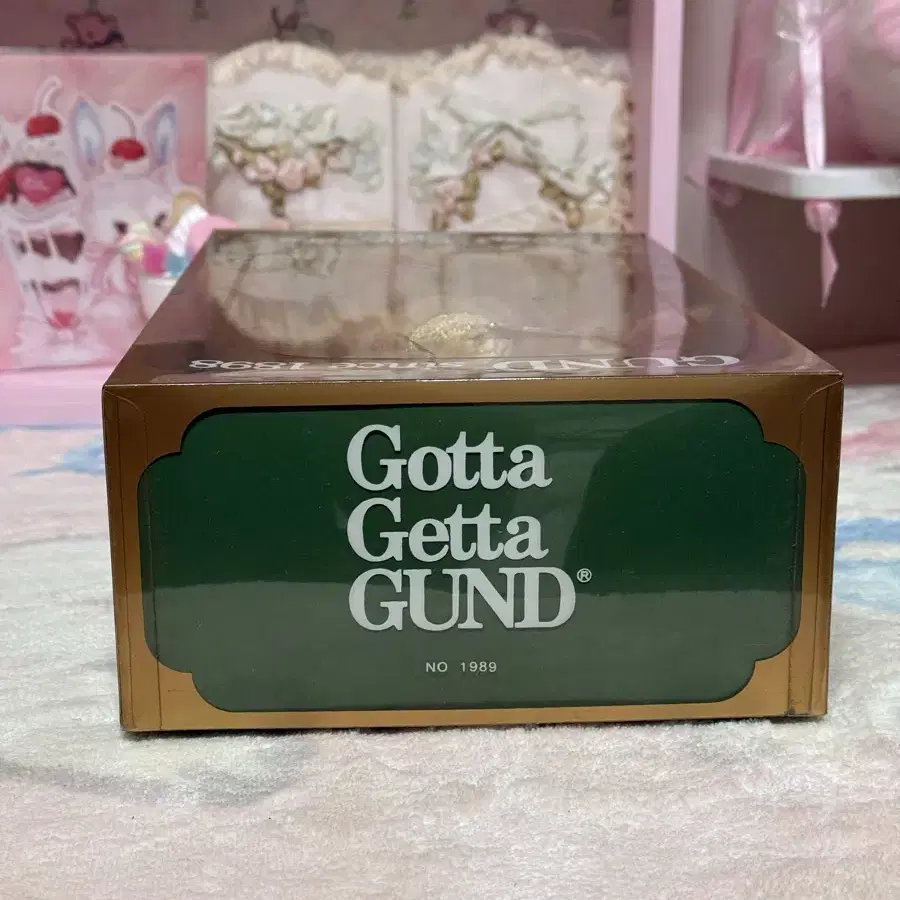 GUND since 1898
Gotta
Getta
GUND®
NO 1989